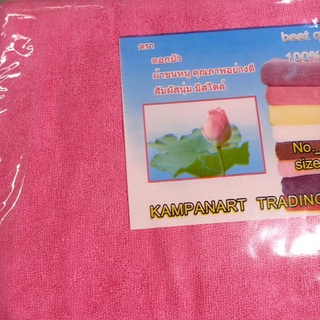 ตรา
ดอกบัว
ผ้าขนหนู คุณภาพอย่างดี
สัมผัสนุ่ม มีสไตล์
best
100%
No.
size
KAMPANART TRADING